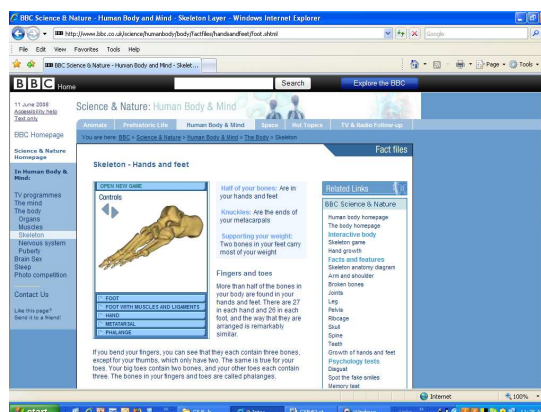 BBC Science & Nature - Human Body and Mind - Skeleton Layer - Windows Internet Explorer
http://www.bbc.co.uk/science/humanbody/body/factfiles/handsandfeet/foot.shtml
Google
File Edit View Favorites Tools Help
BBC Science & Nature - Human Body and Mind - Skelet...
Page Tools
BBC Home
Search
Explore the BBC
11 June 2008
Accessibility help
Text only
BBC Homepage
Science & Nature Homepage
In Human Body & Mind:
TV programmes
The mind
The body
Organs
Muscles
Skeleton
Nervous system
Puberty
Brain Sex
Sleep
Photo competition
Contact Us
Like this page?
Send it to a friend!
Science & Nature: Human Body & Mind
Animals Prehistoric Life Human Body & Mind Space Hot Topics TV & Radio Follow-up
You are here: BBC > Science & Nature > Human Body & Mind > The Body > Skeleton
Fact files
Skeleton - Hands and feet
OPEN NEW GAME
Controls
FOOT
FOOT WITH MUSCLES AND LIGAMENTS
HAND
METATARSAL
PHALANGE
Half of your bones: Are in
your hands and feet
Knuckles: Are the ends of
your metacarpals
Supporting your weight:
Two bones in your feet carry
most of your weight
Fingers and toes
More than half of the bones in
your body are found in your
hands and feet. There are 27
in each hand and 26 in each
foot, and the way that they are
arranged is remarkably
similar.
If you bend your fingers, you can see that they each contain three bones,
except for your thumbs, which only have two. The same is true for your
toes. Your big toes contain two bones, and your other toes each contain
three. The bones in your fingers and toes are called phalanges.
Related Links
BBC Science & Nature
Human body homepage
The body homepage
Interactive body
Skeleton game
Hand growth
Facts and features
Skeleton anatomy diagram
Arm and shoulder
Broken bones
Joints
Leg
Pelvis
Ribcage
Skull
Spine
Teeth
Growth of hands and feet
Psychology tests
Disgust
Spot the fake smiles
Memory test
Internet
100%
start